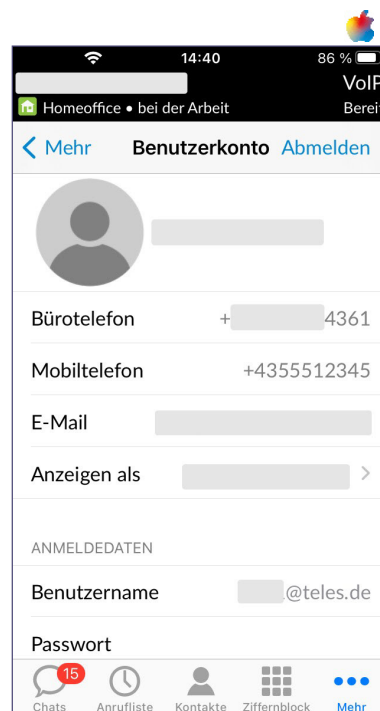 14:40 86 %
VoIP
Homeoffice • bei der Arbeit Bereit
Mehr Benutzerkonto Abmelden
Bürotelefon + 4361
Mobiltelefon +4355512345
E-Mail
Anzeigen als
ANMELDEDATEN
Benutzername @teles.de
Passwort
15
Chats Anrufliste Kontakte Ziffernblock Mehr